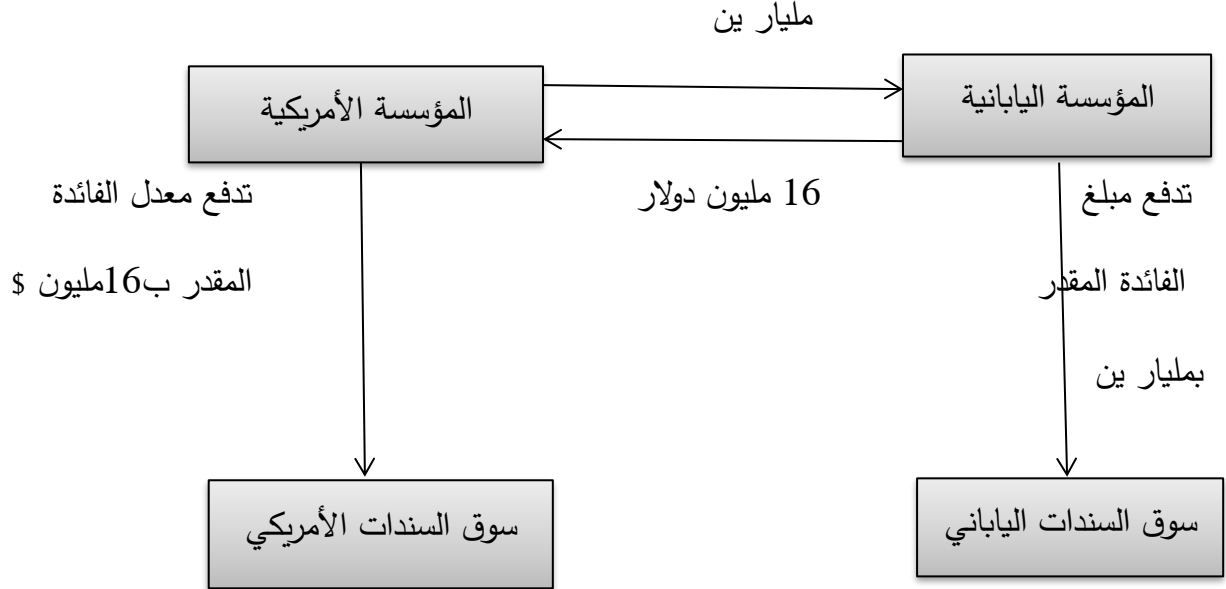 مليار ين
المؤسسة اليابانية
المؤسسة الأمريكية
16 مليون دولار
تدفع مبلغ
الفائدة المقدر
بمليار ين
تدفع معدل الفائدة
المقدر ب16مليون $
سوق السندات الياباني
سوق السندات الأمريكي